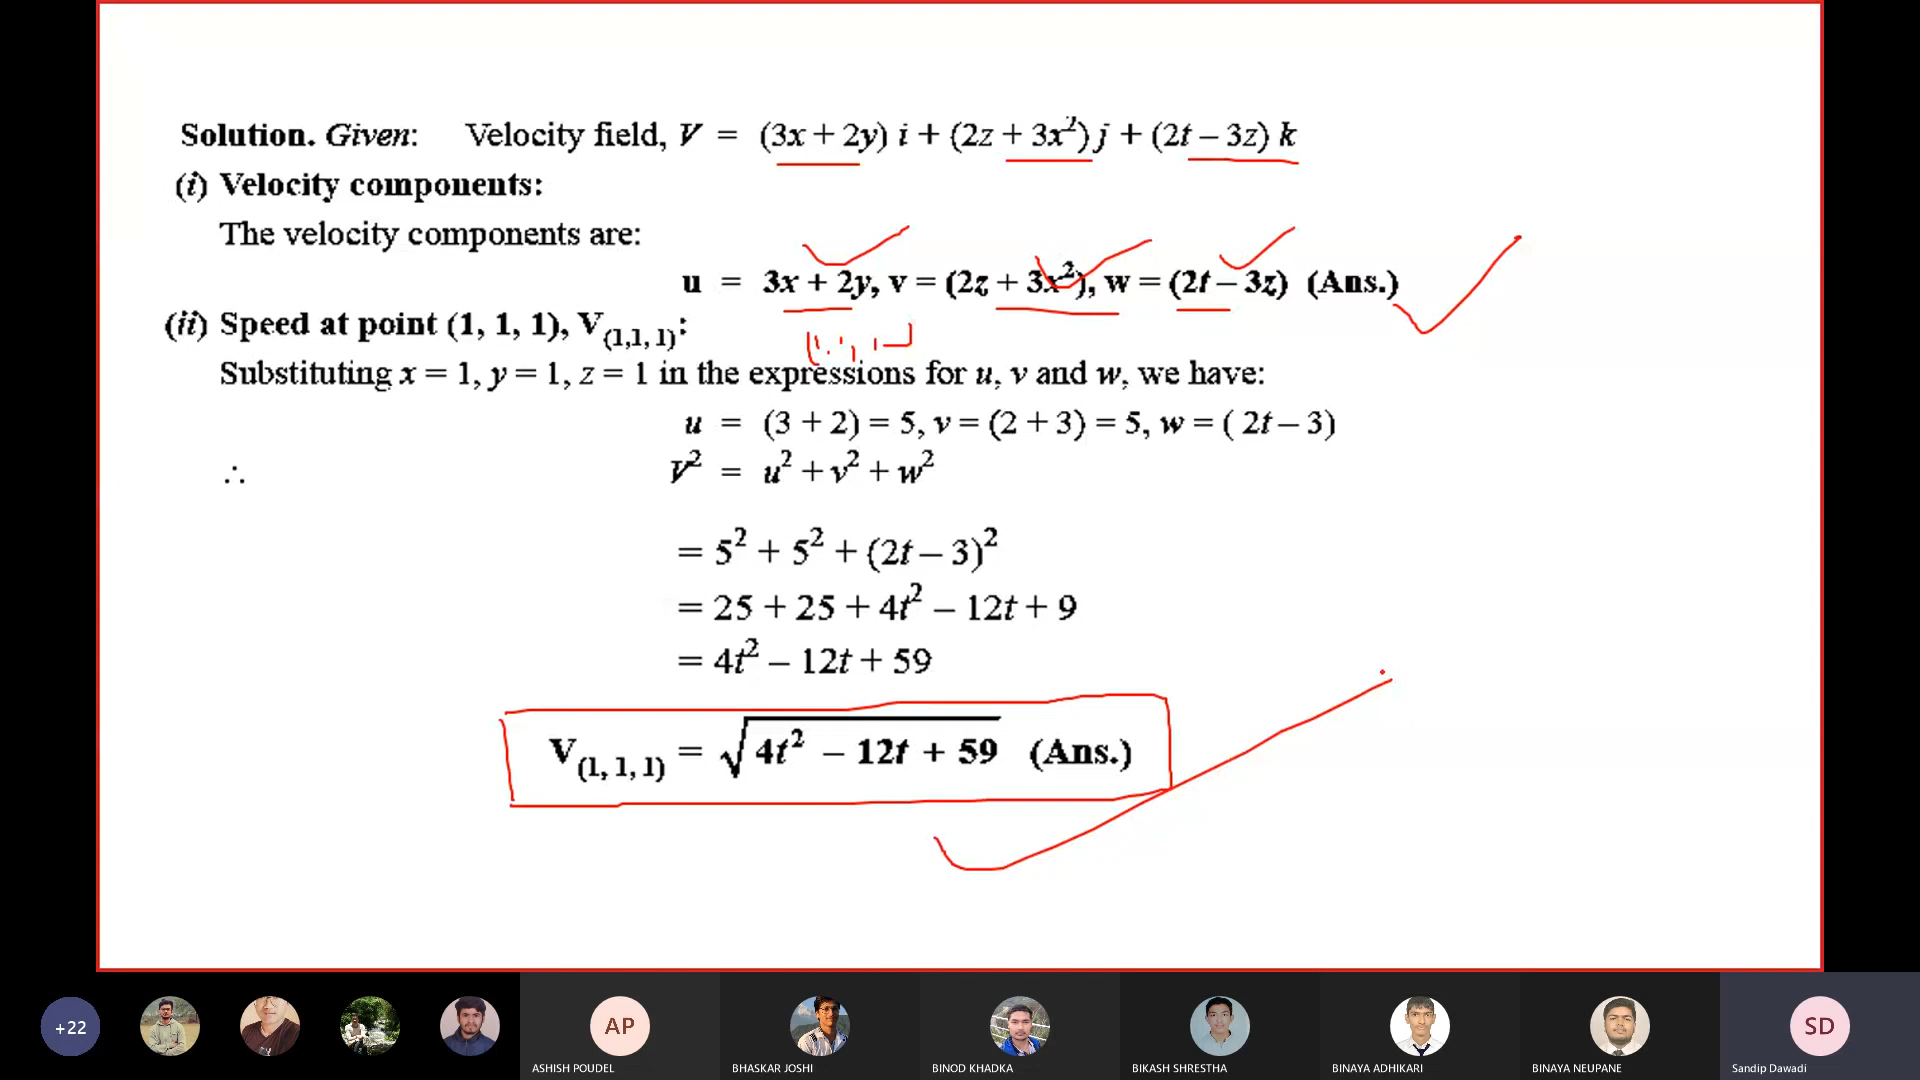 Solution. Given: Velocity field, V = (3x + 2y) i + (2z + 3x²) j + (2t – 3z) k
(i) Velocity components:
The velocity components are:
u = 3x + 2y, v = (2z + 3x²), w = (2t – 3z) (Ans.)
(ii) Speed at point (1, 1, 1), V(1,1, 1):
Substituting x = 1, y = 1, z = 1 in the expressions for u, v and w, we have:
u = (3 + 2) = 5, v = (2 + 3) = 5, w = ( 2t – 3)
∴ V² = u² + v² + w²
= 5² + 5² + (2t – 3)²
= 25 + 25 + 4t² – 12t + 9
= 4t² – 12t + 59
V(1, 1, 1) = √4t² – 12t + 59 (Ans.)
+22
AP
SD
ASHISH POUDEL BHASKAR JOSHI BINOD KHADKA BIKASH SHRESTHA BINAYA ADHIKARI BINAYA NEUPANE Sandip Dawadi